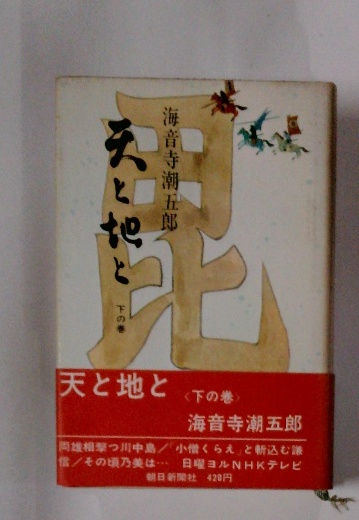 毘
海音寺潮五郎
天と地と
下の巻
天と地と
〈下の巻〉
海音寺潮五郎
両雄相撃つ川中島/「小僧くらえ」と斬込む謙
信/その頃乃美は… 日曜ヨルNHKテレビ
朝日新聞社 420円